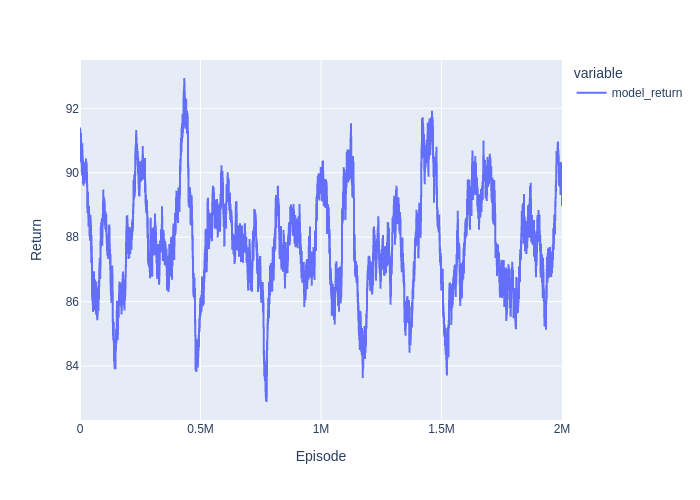 variable
model_return
92
90
88
86
84
Return
0
0.5M
1M
1.5M
2M
Episode